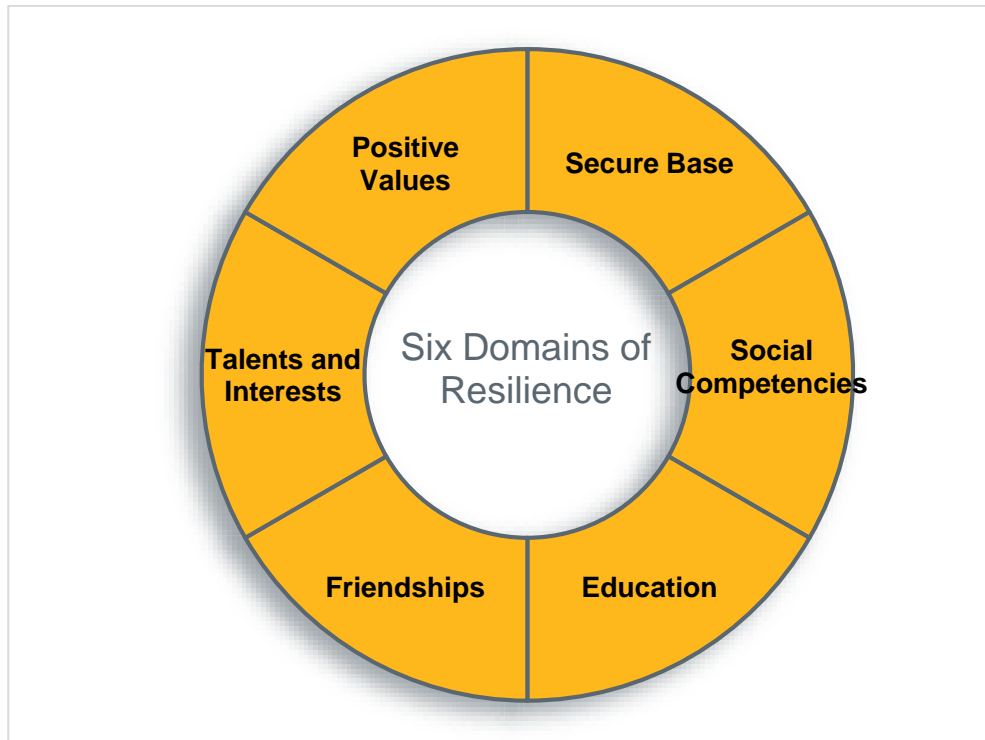 Positive
Values
Secure Base
Talents and
Interests
Six Domains of
Resilience
Social
Competencies
Friendships
Education